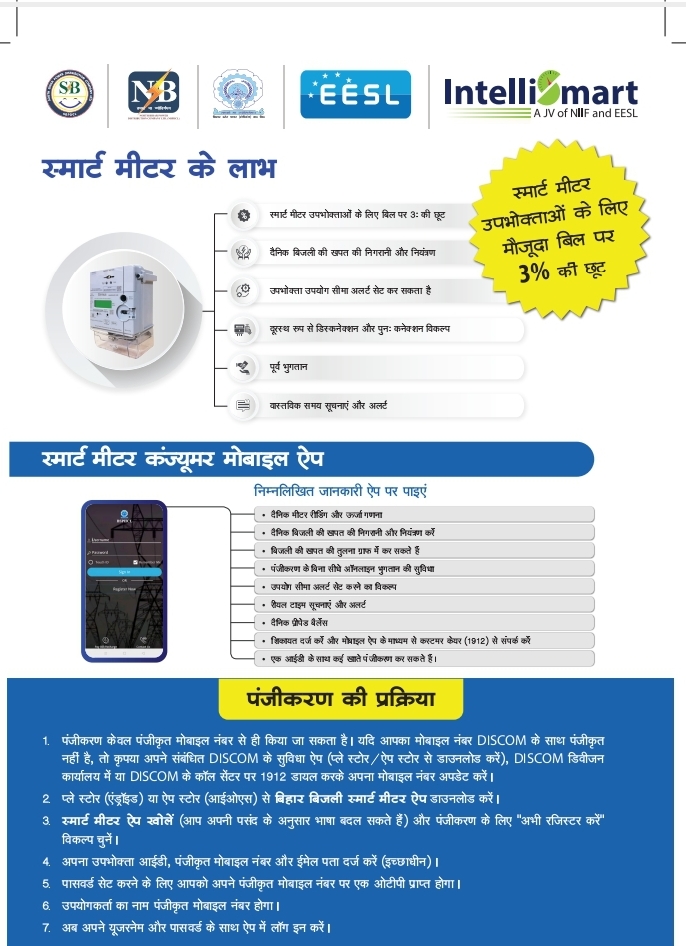 SB
NB
EESL
IntelliSmart
A JV of NIIF and EESL
स्मार्ट मीटर के लाभ
स्मार्ट मीटर
उपभोक्ताओं के लिए
मौजूदा बिल पर
3% की छूट
स्मार्ट मीटर उपभोक्ताओं के लिए बिल पर 3: की छूट
दैनिक बिजली की खपत की निगरानी और नियंत्रण
उपभोक्ता उपयोग सीमा अलर्ट सेट कर सकता है
दूरस्थ रुप से डिस्कनेक्शन और पुनः कनेक्शन विकल्प
पूर्व भुगतान
वास्तविक समय सूचनाएं और अलर्ट
स्मार्ट मीटर कंज्यूमर मोबाइल ऐप
निम्नलिखित जानकारी ऐप पर पाइएं
• दैनिक मीटर रीडिंग और ऊर्जा गणना
• दैनिक बिजली की खपत की निगरानी और नियंत्रण करें
• बिजली की खपत की तुलना ग्राफ में कर सकते हैं
• पंजीकरण के बिना सीधे ऑनलाइन भुगतान की सुविधा
• उपयोग सीमा अलर्ट सेट करने का विकल्प
• रीयल टाइम सूचनाएं और अलर्ट
• दैनिक प्रीपेड बैलेंस
• शिकायत दर्ज करें और मोबाइल ऐप के माध्यम से कस्टमर केयर (1912) से संपर्क करें
• एक आईडी के साथ कई खाते पंजीकरण कर सकते हैं।
Username
Password
Sign In
OR
Register Now
पंजीकरण की प्रक्रिया
1. पंजीकरण केवल पंजीकृत मोबाइल नंबर से ही किया जा सकता है। यदि आपका मोबाइल नंबर DISCOM के साथ पंजीकृत
नहीं है, तो कृपया अपने संबंधित DISCOM के सुविधा ऐप (प्ले स्टोर/ऐप स्टोर से डाउनलोड करें), DISCOM डिवीजन
कार्यालय में या DISCOM के कॉल सेंटर पर 1912 डायल करके अपना मोबाइल नंबर अपडेट करें।
2. प्ले स्टोर (एंड्रॉइड) या ऐप स्टोर (आईओएस) से बिहार बिजली स्मार्ट मीटर ऐप डाउनलोड करें।
3. स्मार्ट मीटर ऐप खोलें (आप अपनी पसंद के अनुसार भाषा बदल सकते हैं) और पंजीकरण के लिए "अभी रजिस्टर करें"
विकल्प चुनें।
4. अपना उपभोक्ता आईडी, पंजीकृत मोबाइल नंबर और ईमेल पता दर्ज करें (इच्छाधीन)।
5. पासवर्ड सेट करने के लिए आपको अपने पंजीकृत मोबाइल नंबर पर एक ओटीपी प्राप्त होगा।
6. उपयोगकर्ता का नाम पंजीकृत मोबाइल नंबर होगा।
7. अब अपने यूजरनेम और पासवर्ड के साथ ऐप में लॉग इन करें।